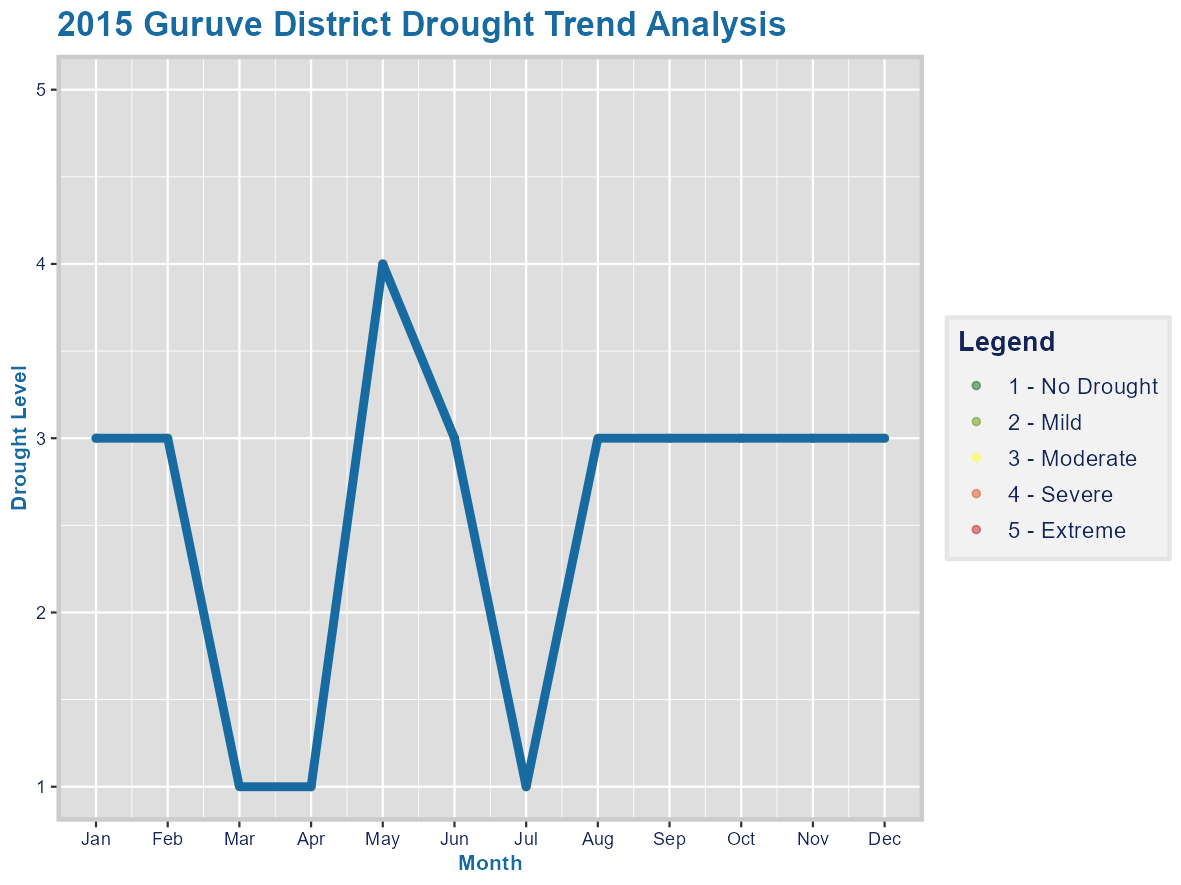 2015 Guruve District Drought Trend Analysis
Drought Level
5
4
3
2
1
Jan Feb Mar Apr May Jun Jul Aug Sep Oct Nov Dec
Month
Legend
1 - No Drought
2 - Mild
3 - Moderate
4 - Severe
5 - Extreme